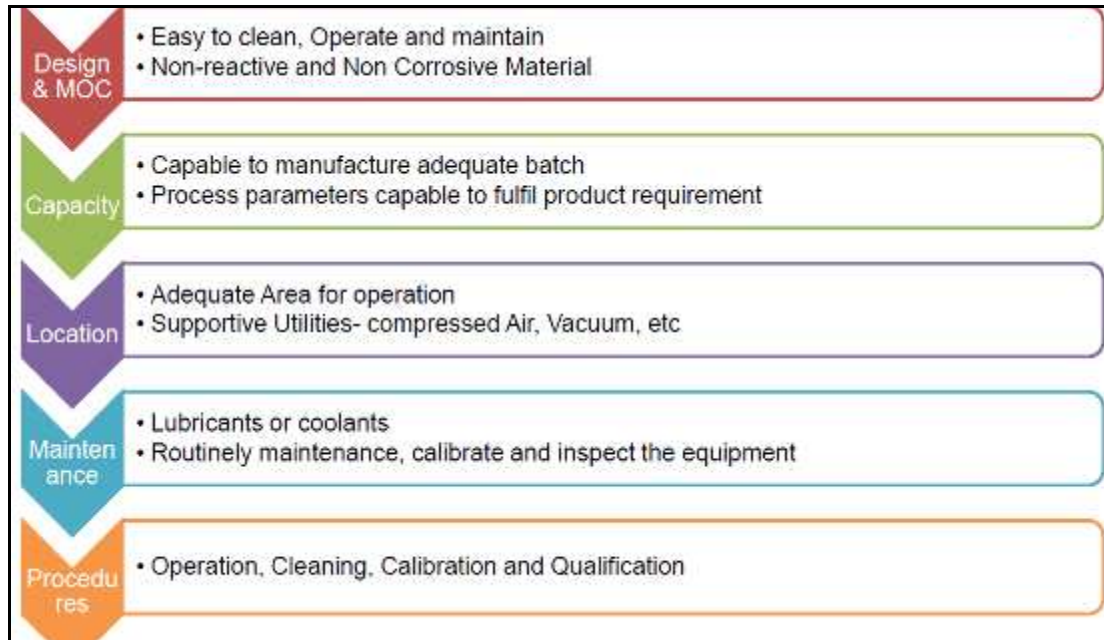 Design
& MOC
• Easy to clean, Operate and maintain
• Non-reactive and Non Corrosive Material
Capacity
• Capable to manufacture adequate batch
• Process parameters capable to fulfil product requirement
Location
• Adequate Area for operation
• Supportive Utilities- compressed Air, Vacuum, etc
Mainten
ance
• Lubricants or coolants
• Routinely maintenance, calibrate and inspect the equipment
Procedu
res
• Operation, Cleaning, Calibration and Qualification